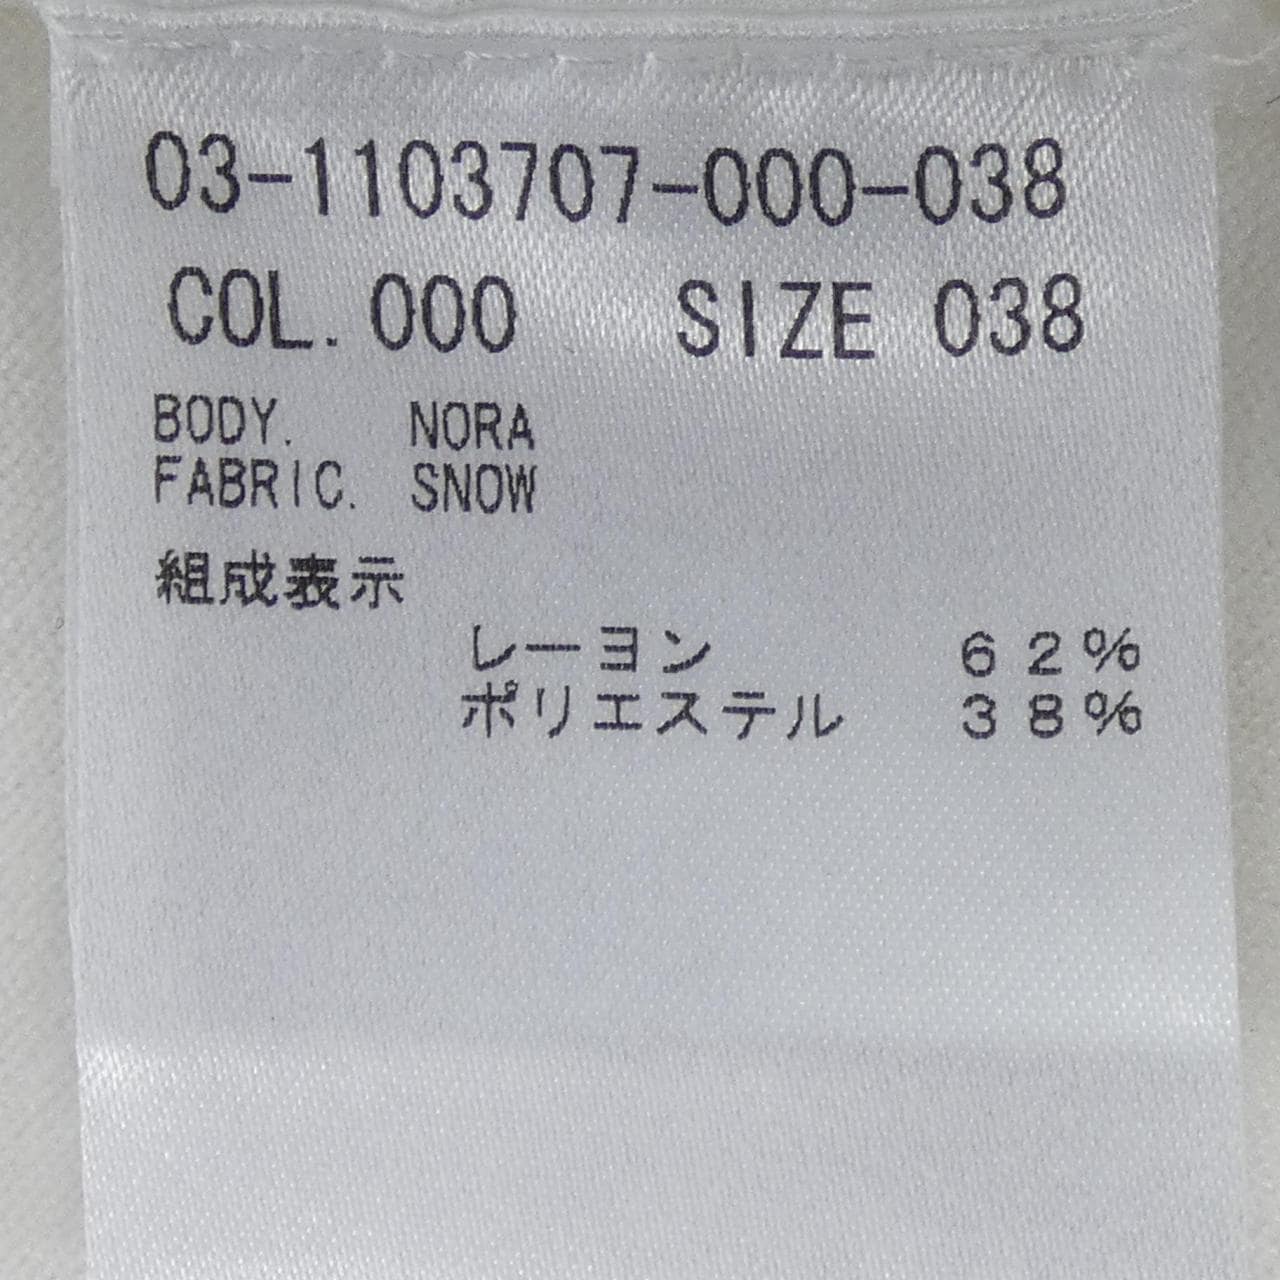 03-1103707-000-038
COL. 000 SIZE 038
BODY. NORA
FABRIC. SNOW
組成表示
レーヨン 62%
ポリエステル 38%